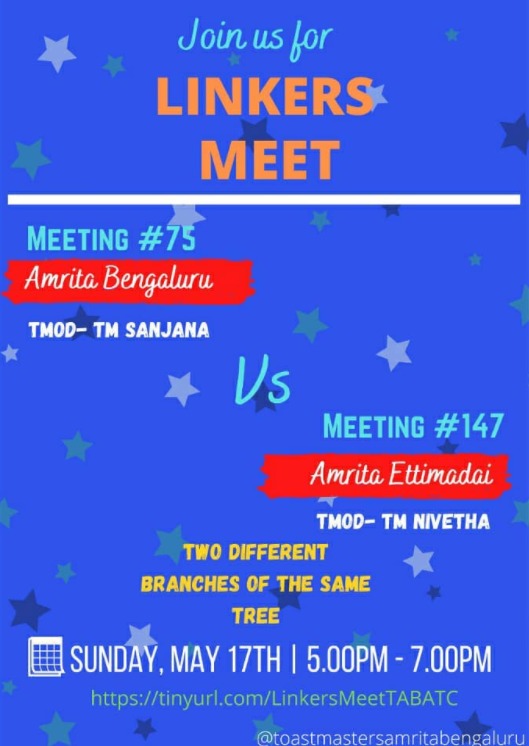 Join us for
LINKERS
MEET
MEETING #75
Amrita Bengaluru
TMOD- TM SANJANA
Vs
MEETING #147
Amrita Ettimadai
TMOD- TM NIVETHA
TWO DIFFERENT
BRANCHES OF THE SAME
TREE
SUNDAY, MAY 17TH | 5.00PM - 7.00PM
https://tinyurl.com/LinkersMeetTABATC
@toastmastersamritabengaluru